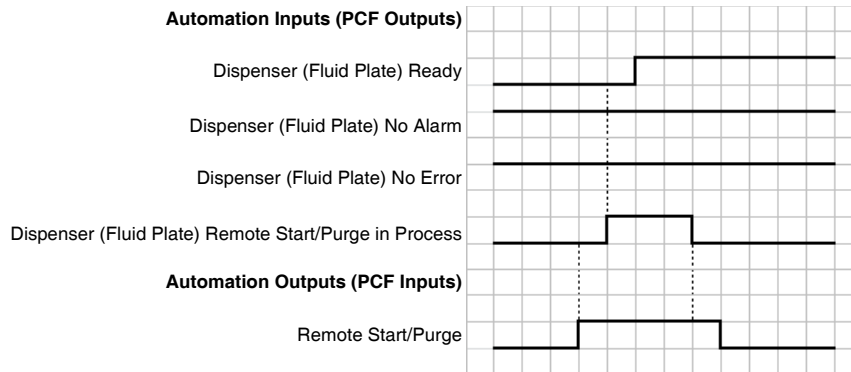 Automation Inputs (PCF Outputs)
Dispenser (Fluid Plate) Ready
Dispenser (Fluid Plate) No Alarm
Dispenser (Fluid Plate) No Error
Dispenser (Fluid Plate) Remote Start/Purge in Process
Automation Outputs (PCF Inputs)
Remote Start/Purge